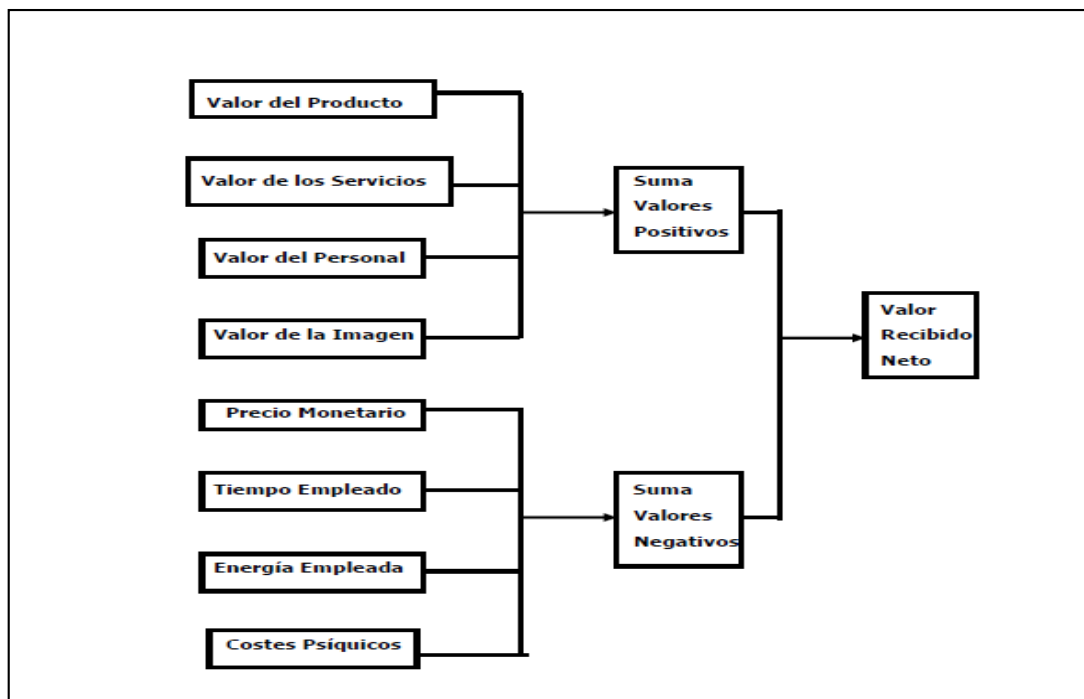 Valor del Producto
Valor de los Servicios
Valor del Personal
Valor de la Imagen
Precio Monetario
Tiempo Empleado
Energía Empleada
Costes Psíquicos
Suma
Valores
Positivos
Suma
Valores
Negativos
Valor
Recibido
Neto